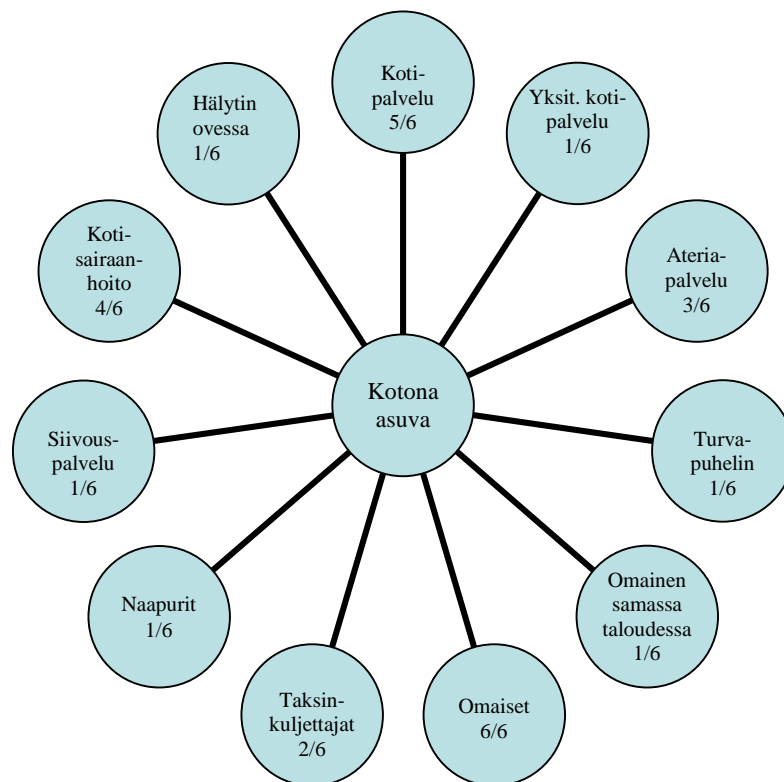 Koti-
palvelu
5/6
Yksit. koti-
palvelu
1/6
Ateria-
palvelu
3/6
Turva-
puhelin
1/6
Omainen
samassa
taloudessa
1/6
Omaiset
6/6
Taksin-
kuljettajat
2/6
Naapurit
1/6
Siivous-
palvelu
1/6
Koti-
sairaan-
hoito
4/6
Hälytin
ovessa
1/6
Kotona
asuva